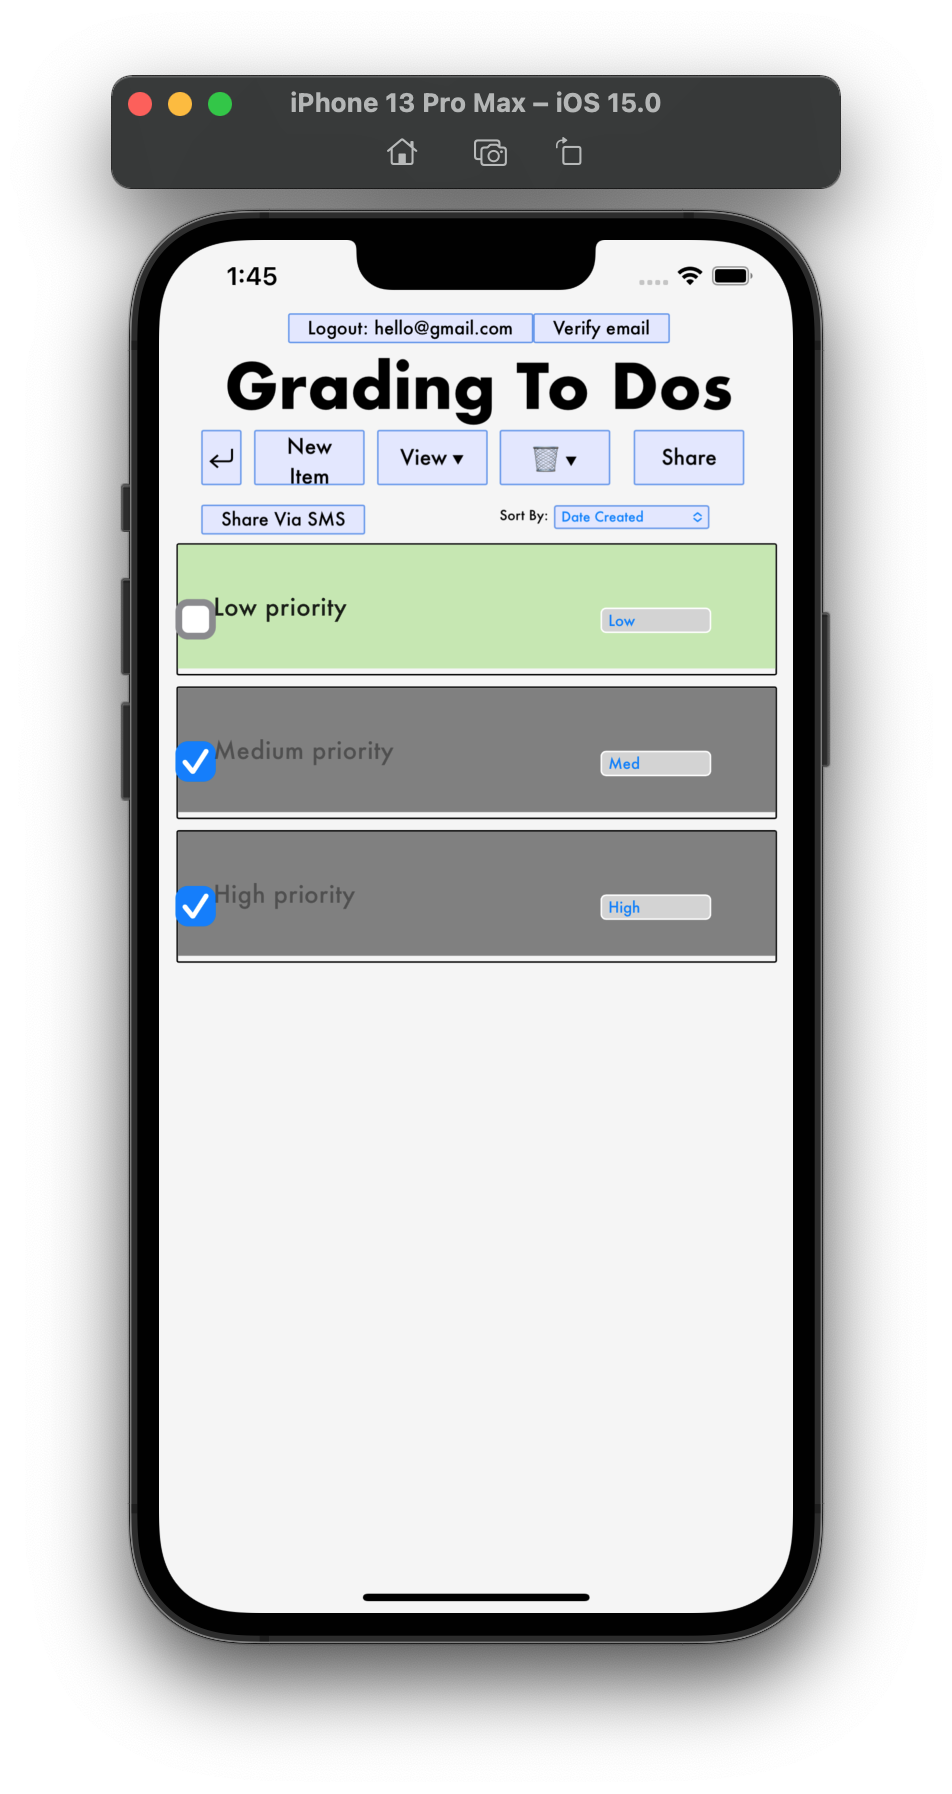 iPhone 13 Pro Max – iOS 15.0
1:45
Logout: hello@gmail.com Verify email
Grading To Dos
New Item View ▾ ▾ Share
Share Via SMS Sort By: Date Created
Low priority Low
Medium priority Med
High priority High